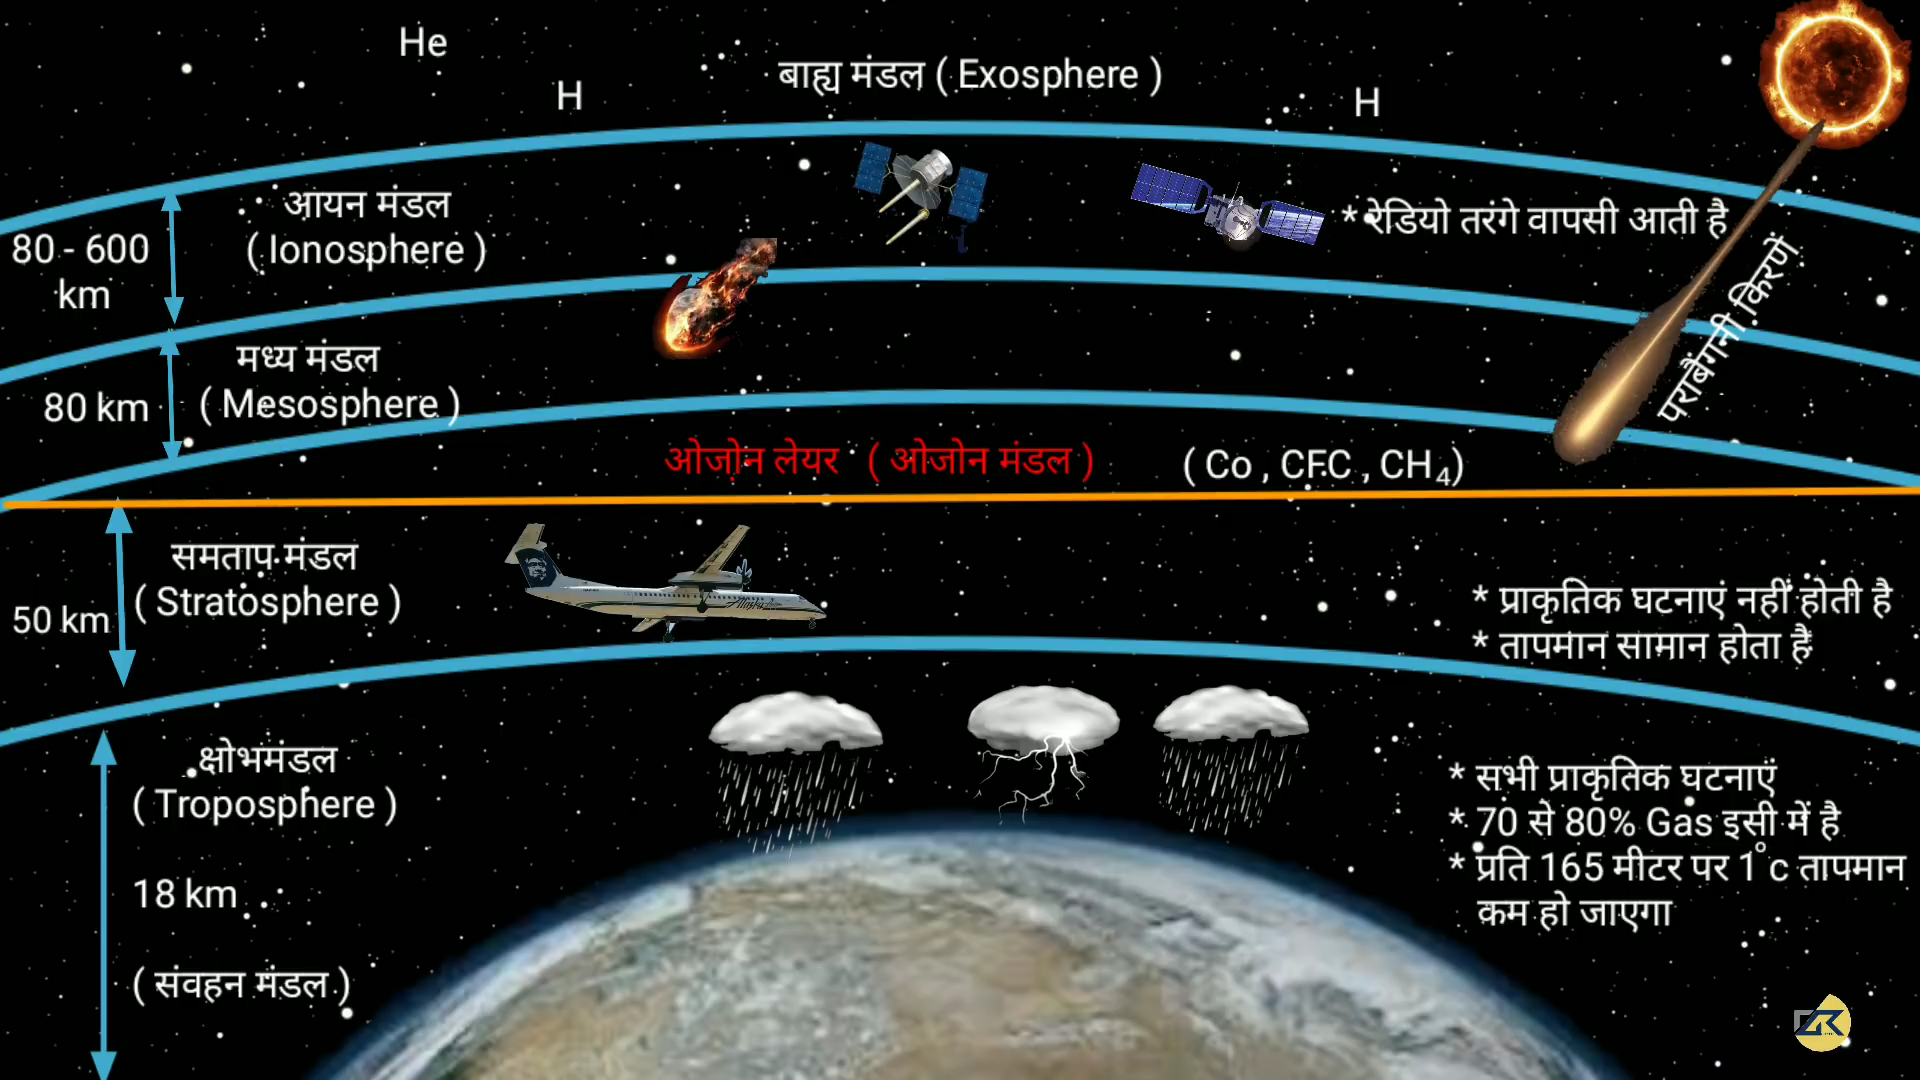 He
H
बाह्य मंडल ( Exosphere )
H
आयन मंडल
( Ionosphere )
80 - 600
km
* रेडियो तरंगे वापसी आती है
पराबैंगनी किरणें
मध्य मंडल
( Mesosphere )
80 km
ओजोन लेयर ( ओजोन मंडल )
( Co , CFC , CH₄)
समताप मंडल
( Stratosphere )
50 km
Alaska
* प्राकृतिक घटनाएं नहीं होती है
* तापमान सामान होता है
क्षोभमंडल
( Troposphere )
18 km
( संवहन मंडल )
* सभी प्राकृतिक घटनाएं
* 70 से 80% Gas इसी में है
* प्रति 165 मीटर पर 1°c तापमान
कम हो जाएगा